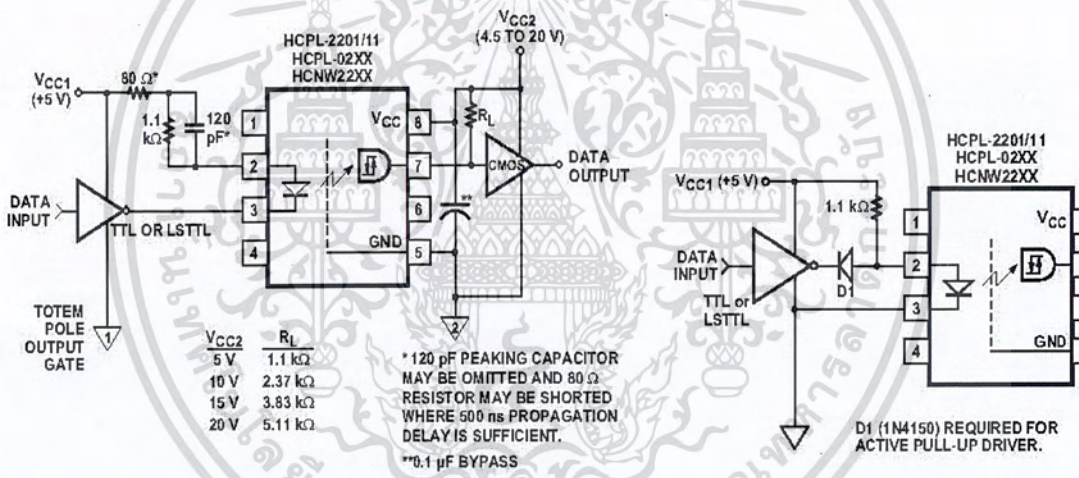 VCC1
(+5 V)
80 Ω*
1.1
kΩ
120
pF*
DATA
INPUT
TTL OR LSTTL
TOTEM
POLE
OUTPUT
GATE
1
HCPL-2201/11
HCPL-02XX
HCNW22XX
1
2
3
4
VCC
GND
8
7
6
5
VCC2
(4.5 TO 20 V)
RL
CMOS
DATA
OUTPUT
**
2
VCC2 RL
5 V 1.1 kΩ
10 V 2.37 kΩ
15 V 3.83 kΩ
20 V 5.11 kΩ
*120 pF PEAKING CAPACITOR
MAY BE OMITTED AND 80 Ω
RESISTOR MAY BE SHORTED
WHERE 500 ns PROPAGATION
DELAY IS SUFFICIENT.
**0.1 µF BYPASS
VCC1 (+5 V)
1.1 kΩ
DATA
INPUT
TTL or
LSTTL
D1
HCPL-2201/11
HCPL-02XX
HCNW22XX
1
2
3
4
VCC
GND
D1 (1N4150) REQUIRED FOR
ACTIVE PULL-UP DRIVER.